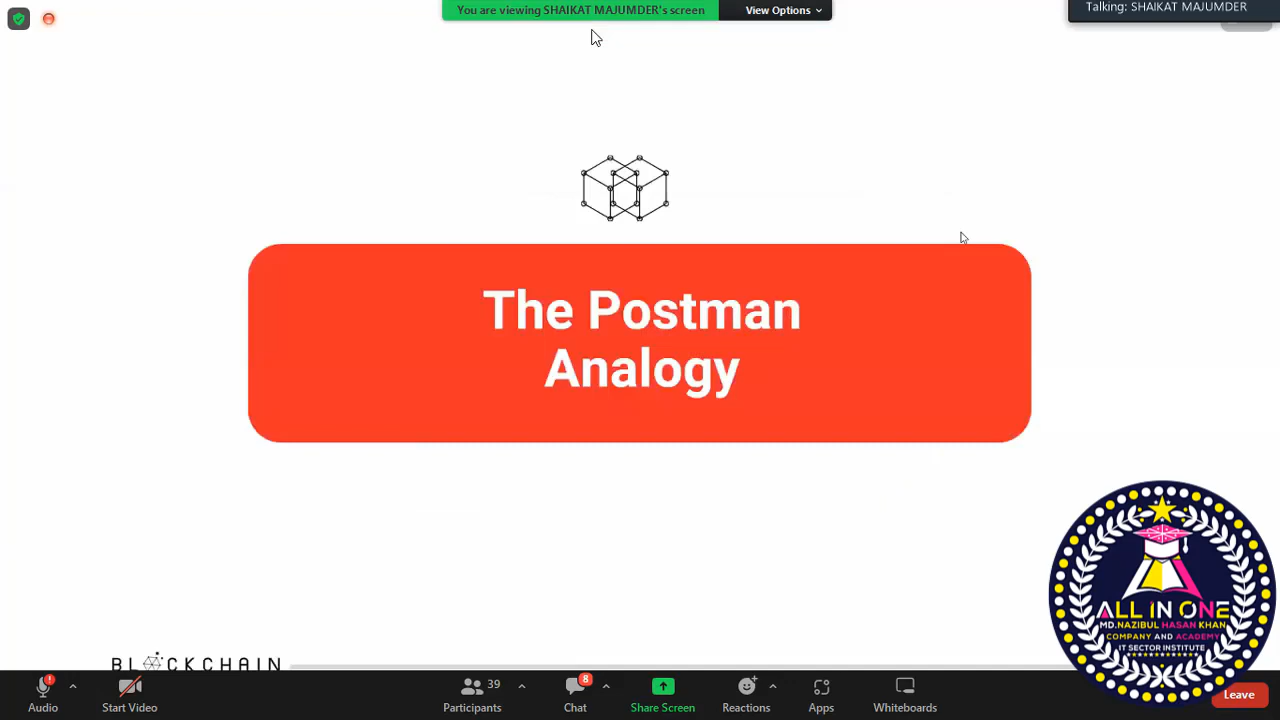 You are viewing SHAIKAT MAJUMDER's screen
View Options
Talking: SHAIKAT MAJUMDER
The Postman
Analogy
ALL IN ONE
MD.NAZIBUL HASAN KHAN
COMPANY AND ACADEMY
IT SECTOR INSTITUTE
BLOCKCHAIN
39
8
Audio
Start Video
Participants
Chat
Share Screen
Reactions
Apps
Whiteboards
Leave